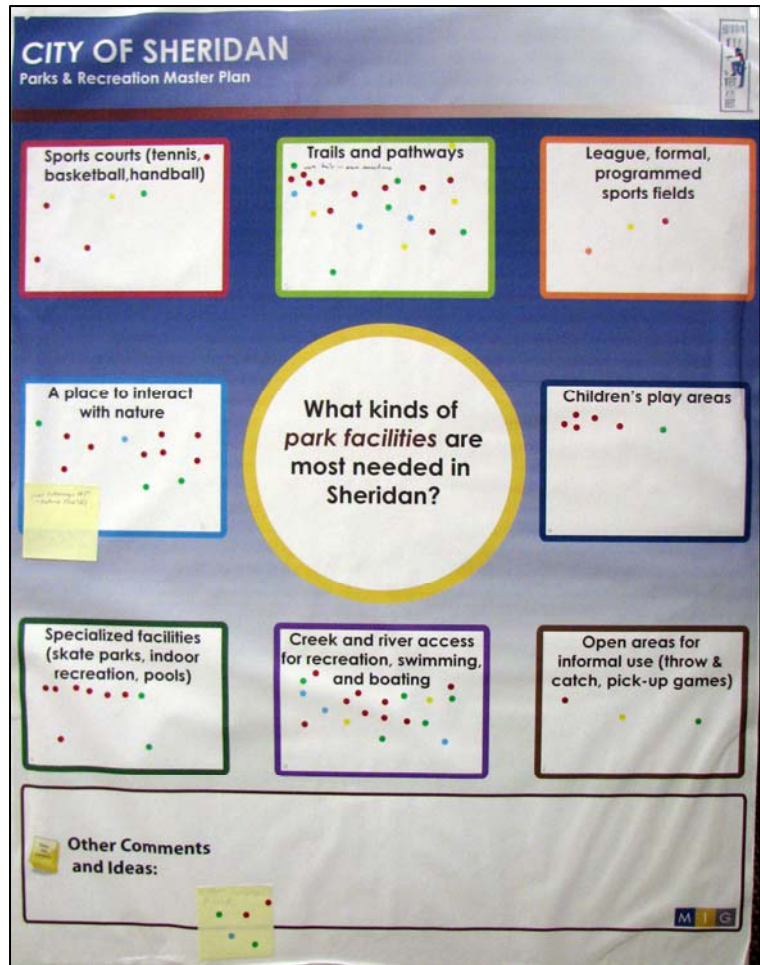 CITY OF SHERIDAN
Parks & Recreation Master Plan
Sports courts (tennis,
basketball,handball)
Trails and pathways
League, formal,
programmed
sports fields
A place to interact
with nature
What kinds of
park facilities are
most needed in
Sheridan?
Children's play areas
Specialized facilities
(skate parks, indoor
recreation, pools)
Creek and river access
for recreation, swimming,
and boating
Open areas for
informal use (throw &
catch, pick-up games)
Other Comments
and Ideas:
M I G